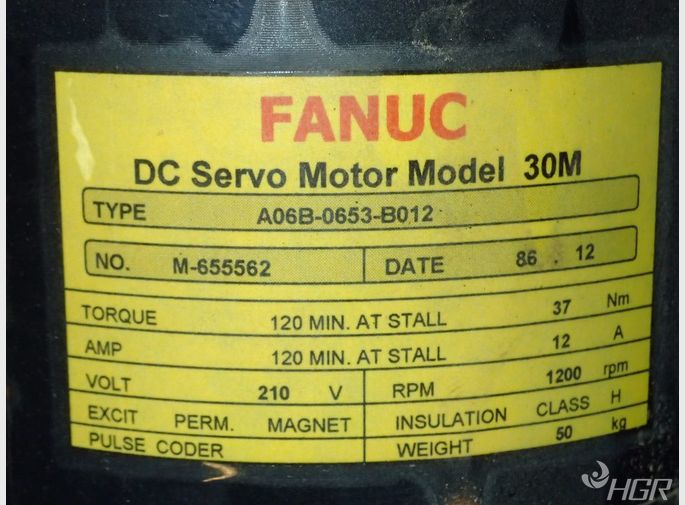 FANUC
DC Servo Motor Model 30M
TYPE A06B-0653-B012
NO. M-655562 DATE 86 . 12
TORQUE 120 MIN. AT STALL 37 Nm
AMP 120 MIN. AT STALL 12 A
VOLT 210 V RPM 1200 rpm
EXCIT PERM. MAGNET INSULATION CLASS H
PULSE CODER WEIGHT 50 kg
HGR